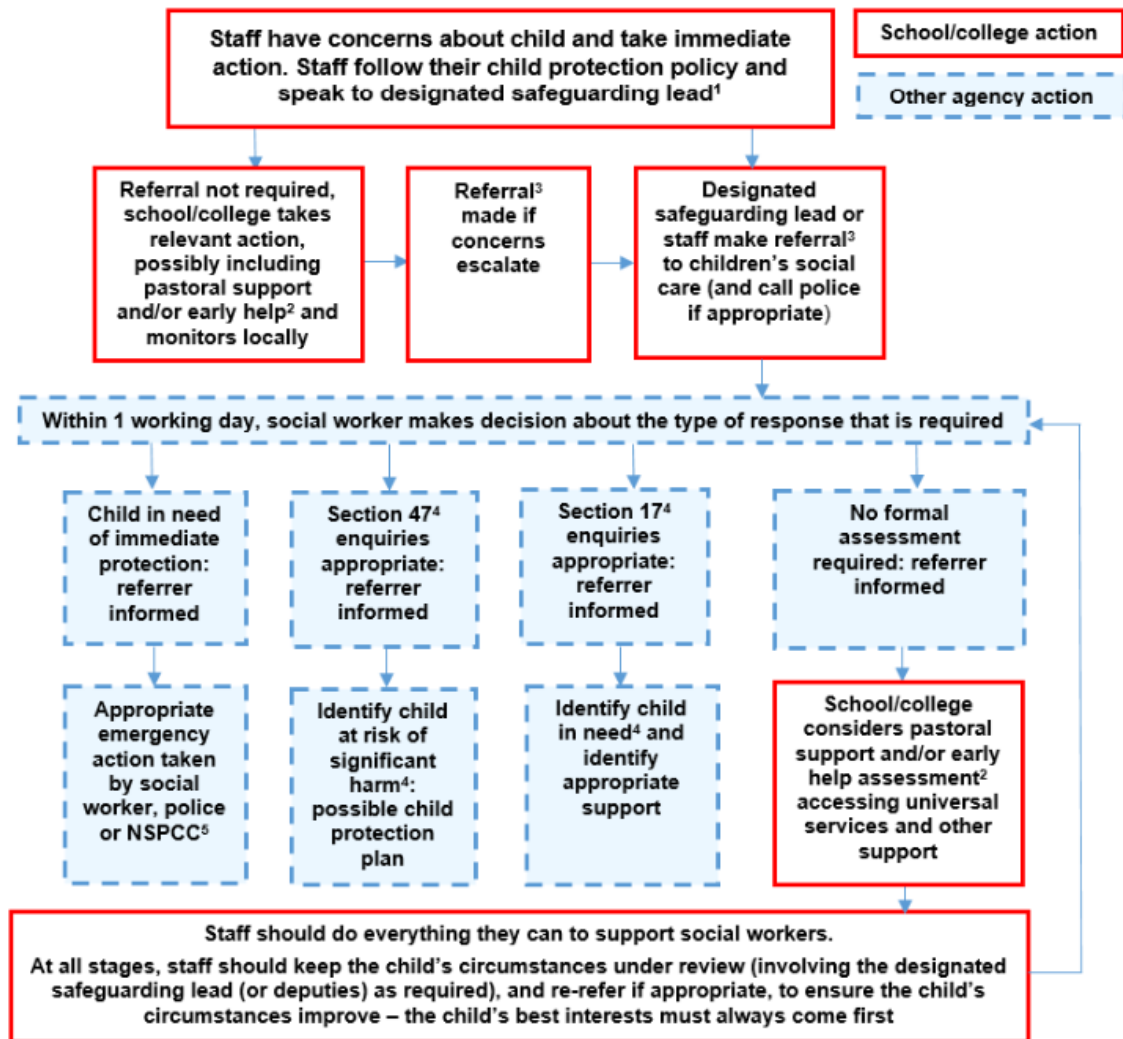 Staff have concerns about child and take immediate
action. Staff follow their child protection policy and
speak to designated safeguarding lead¹
School/college action
Other agency action
Referral not required,
school/college takes
relevant action,
possibly including
pastoral support
and/or early help² and
monitors locally
Referral³
made if
concerns
escalate
Designated
safeguarding lead or
staff make referral³
to children’s social
care (and call police
if appropriate)
Within 1 working day, social worker makes decision about the type of response that is required
Child in need
of immediate
protection:
referrer
informed
Section 47⁴
enquiries
appropriate:
referrer
informed
Section 17⁴
enquiries
appropriate:
referrer
informed
No formal
assessment
required: referrer
informed
Appropriate
emergency
action taken
by social
worker, police
or NSPCC⁵
Identify child
at risk of
significant
harm⁴:
possible child
protection
plan
Identify child
in need⁴ and
identify
appropriate
support
School/college
considers pastoral
support and/or early
help assessment²
accessing universal
services and other
support
Staff should do everything they can to support social workers.
At all stages, staff should keep the child’s circumstances under review (involving the designated
safeguarding lead (or deputies) as required), and re-refer if appropriate, to ensure the child’s
circumstances improve – the child’s best interests must always come first